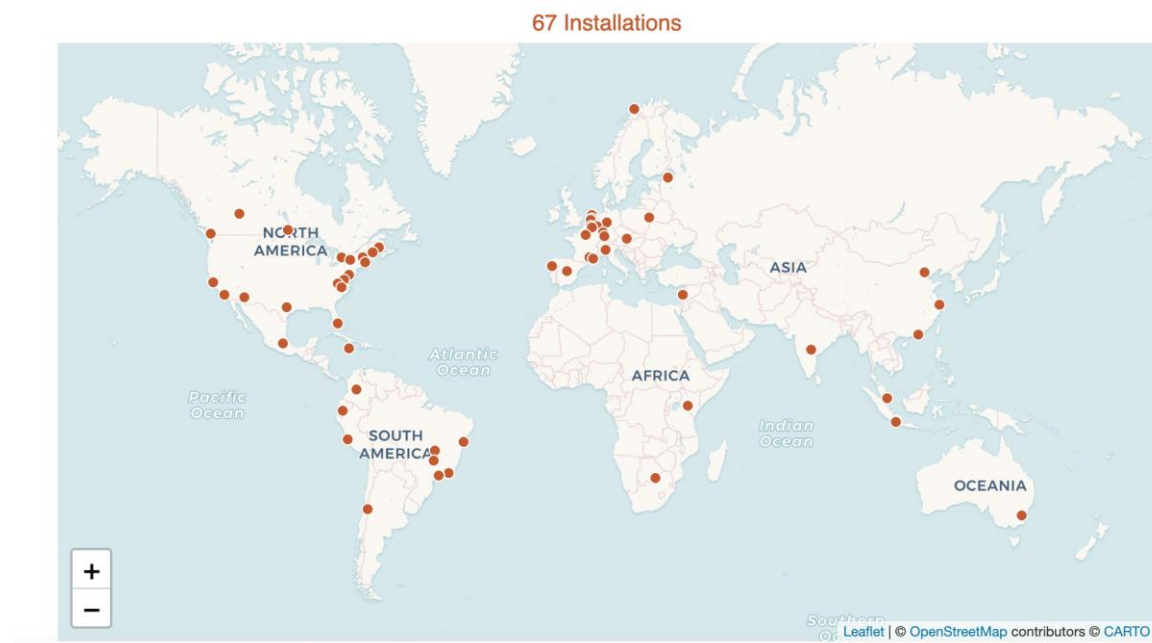 67 Installations
NORTH
AMERICA
ASIA
Atlantic
Ocean
AFRICA
Pacific
Ocean
Indian
Ocean
SOUTH
AMERICA
OCEANIA
+
−
Southern
Leaflet | © OpenStreetMap contributors © CARTO